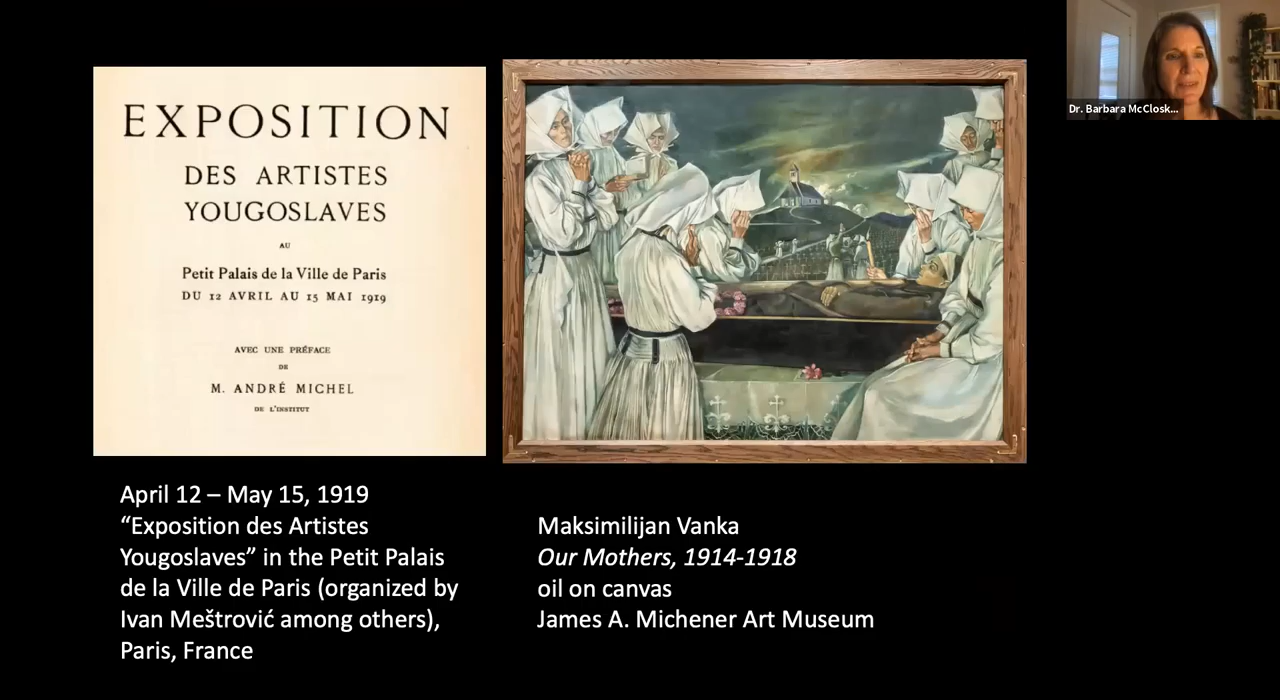 EXPOSITION
DES ARTISTES
YOUGOSLAVES
AU
Petit Palais de la Ville de Paris
DU 12 AVRIL AU 15 MAI 1919
AVEC UNE PRÉFACE
DE
M. ANDRÉ MICHEL
DE L'INSTITUT
April 12 – May 15, 1919
“Exposition des Artistes
Yougoslaves” in the Petit Palais
de la Ville de Paris (organized by
Ivan Meštrović among others),
Paris, France
Maksimilijan Vanka
Our Mothers, 1914-1918
oil on canvas
James A. Michener Art Museum
Dr. Barbara McClosk...